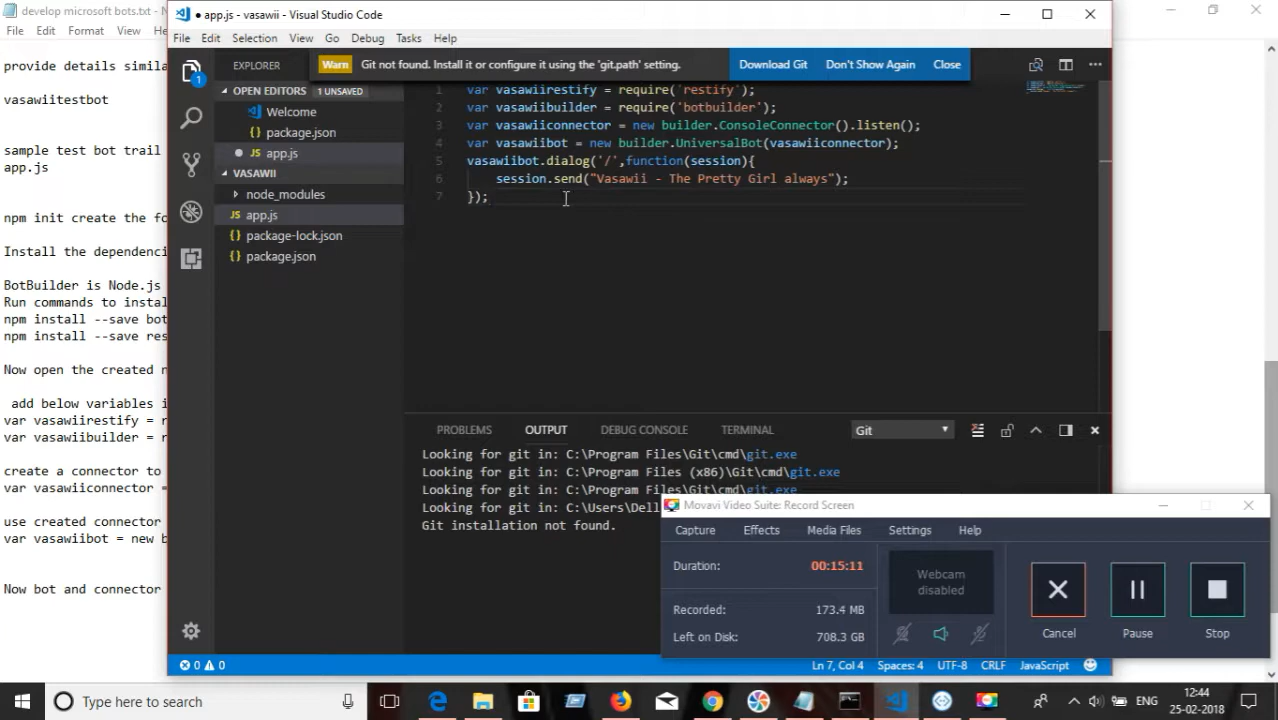 develop microsoft bots.txt - N
File Edit Format View He
provide details simila
vasawiitestbot
sample test bot trail
app.js
npm init create the fo
Install the dependenci
BotBuilder is Node.js
Run commands to instal
npm install --save bot
npm install --save res
Now open the created n
add below variables i
var vasawiirestify = r
var vasawiibuilder = r
create a connector to
var vasawiiconnector =
use created connector
var vasawiibot = new b
Now bot and connector
● app.js - vasawii - Visual Studio Code
File Edit Selection View Go Debug Tasks Help
Warn Git not found. Install it or configure it using the 'git.path' setting. Download Git Don't Show Again Close
1
EXPLORER
OPEN EDITORS 1 UNSAVED
Welcome
{} package.json
● JS app.js
VASAWII
node_modules
JS app.js
{} package-lock.json
{} package.json
1 var vasawiirestify = require('restify');
2 var vasawiibuilder = require('botbuilder');
3 var vasawiiconnector = new builder.ConsoleConnector().listen();
4 var vasawiibot = new builder.UniversalBot(vasawiiconnector);
5 vasawiibot.dialog('/',function(session){
6 session.send("Vasawii - The Pretty Girl always");
7 });
PROBLEMS OUTPUT DEBUG CONSOLE TERMINAL Git
Looking for git in: C:\Program Files\Git\cmd\git.exe
Looking for git in: C:\Program Files (x86)\Git\cmd\git.exe
Looking for git in: C:\Program Files\Git\cmd\git.exe
Looking for git in: C:\Users\Dell
Git installation not found.
Movavi Video Suite: Record Screen
Capture Effects Media Files Settings Help
Duration: 00:15:11
Recorded: 173.4 MB
Left on Disk: 708.3 GB
Webcam
disabled
Cancel Pause Stop
0 0 Ln 7, Col 4 Spaces: 4 UTF-8 CRLF JavaScript
Type here to search
ENG
12:44
25-02-2018